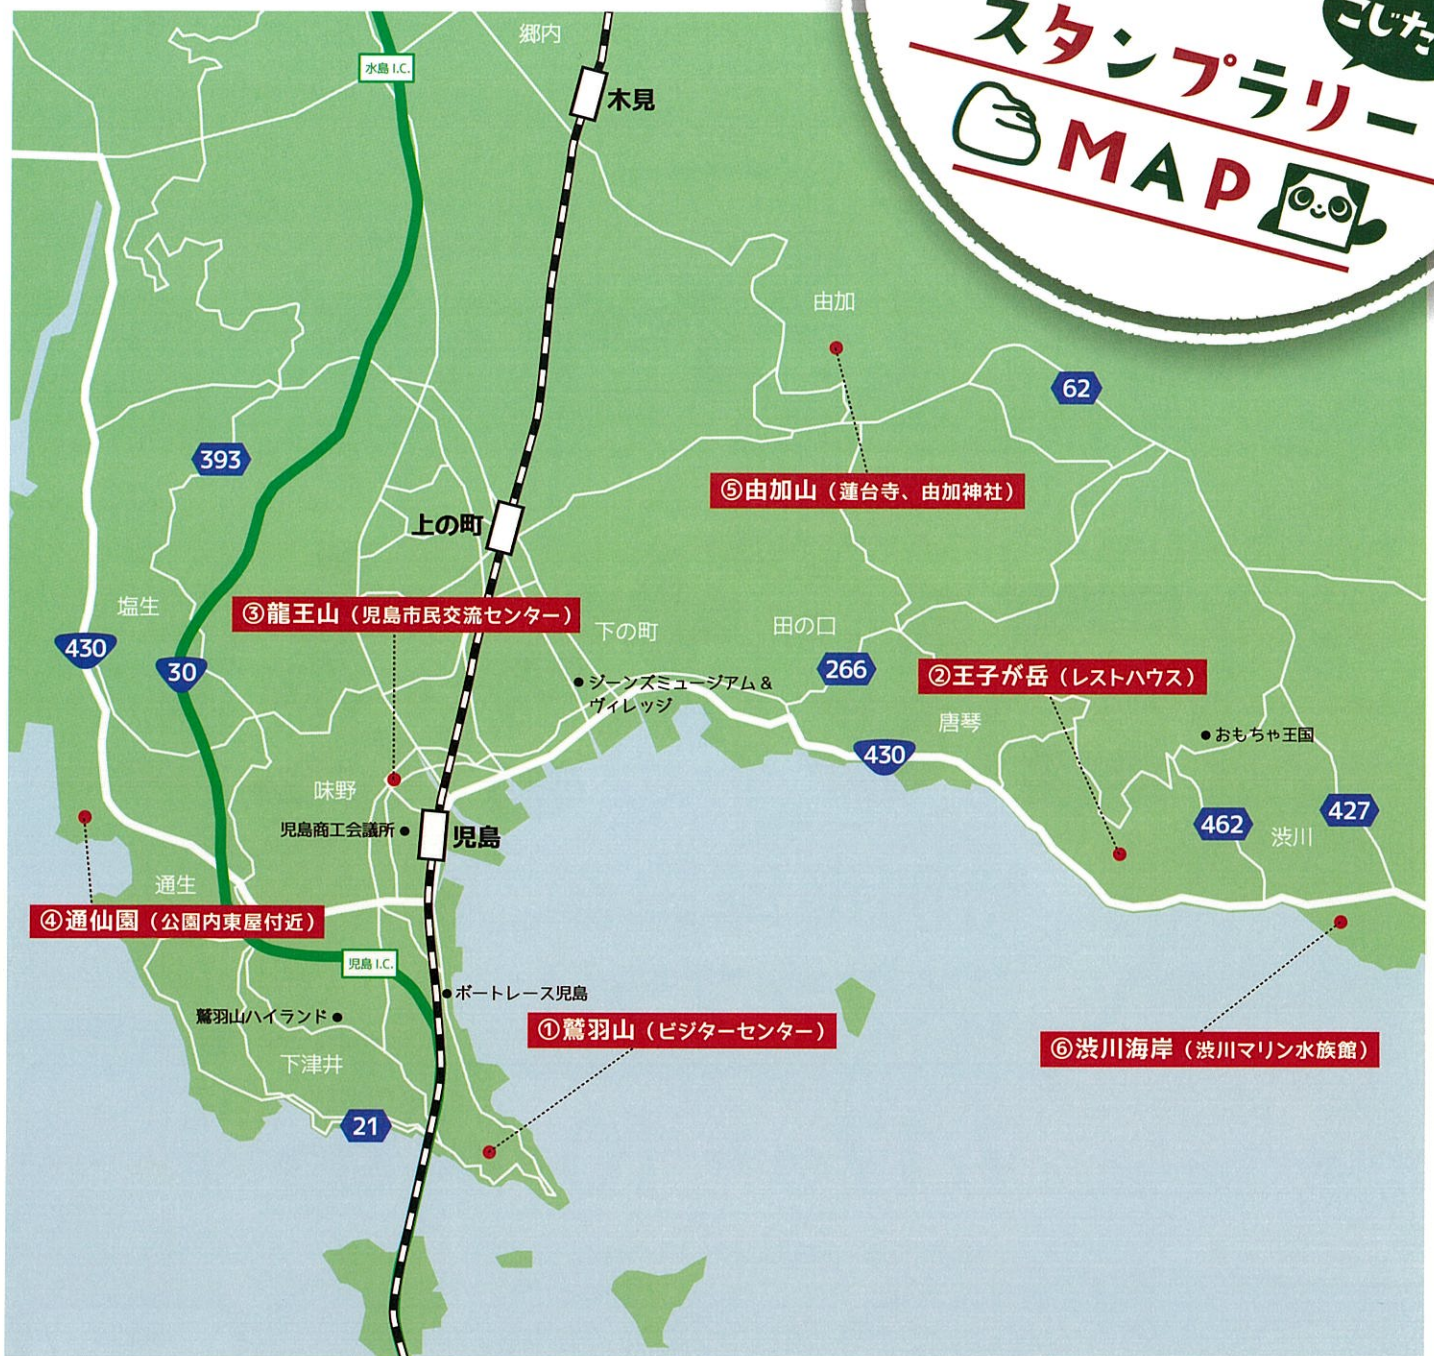 こじた
スタンプラリー
MAP
郷内
水島 I.C.
木見
由加
62
393
⑤由加山（蓮台寺、由加神社）
上の町
塩生
③龍王山（児島市民交流センター）
下の町
田の口
430
30
266
②王子が岳（レストハウス）
ジーンズミュージアム＆
ヴィレッジ
唐琴
おもちゃ王国
430
味野
児島商工会議所
児島
462
427
渋川
通生
④通仙園（公園内東屋付近）
児島 I.C.
ボートレース児島
鷲羽山ハイランド
①鷲羽山（ビジターセンター）
⑥渋川海岸（渋川マリン水族館）
下津井
21